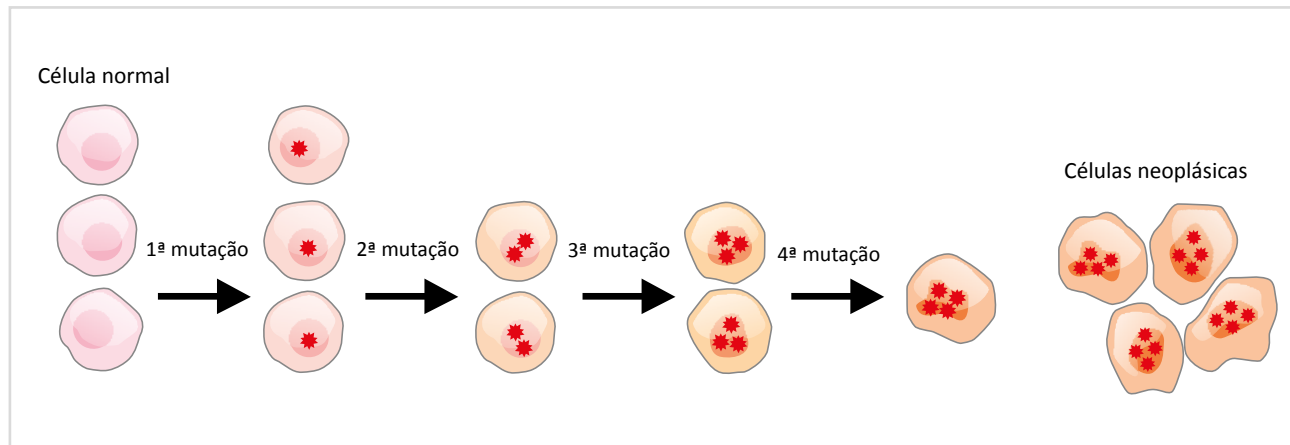 Célula normal
1ª mutação
2ª mutação
3ª mutação
4ª mutação
Células neoplásicas